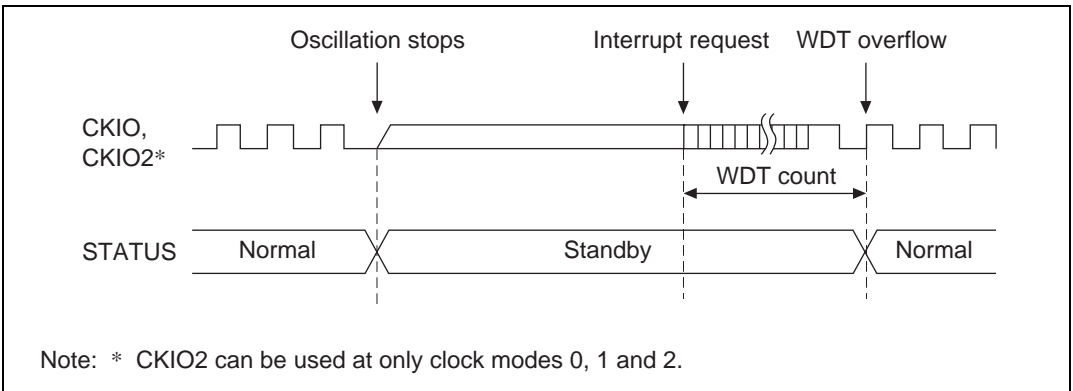 Oscillation stops
Interrupt request
WDT overflow
CKIO,
CKIO2*
WDT count
STATUS
Normal
Standby
Normal
Note: * CKIO2 can be used at only clock modes 0, 1 and 2.